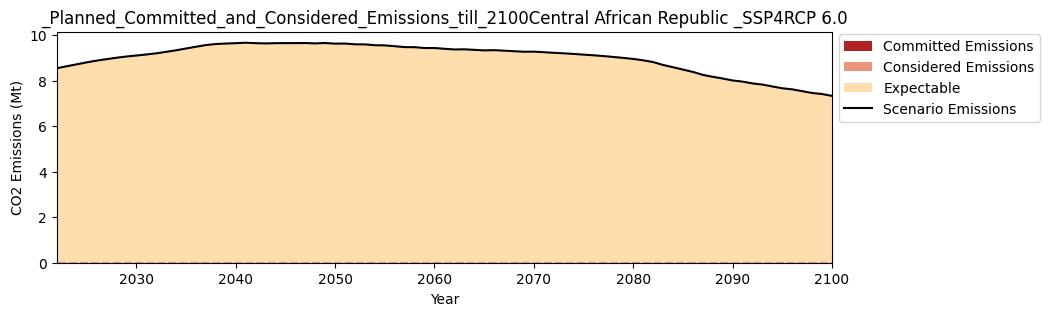 _Planned_Committed_and_Considered_Emissions_till_2100Central African Republic _SSP4RCP 6.0
10
8
6
4
2
0
CO2 Emissions (Mt)
2030 2040 2050 2060 2070 2080 2090 2100
Year
Committed Emissions
Considered Emissions
Expectable
Scenario Emissions